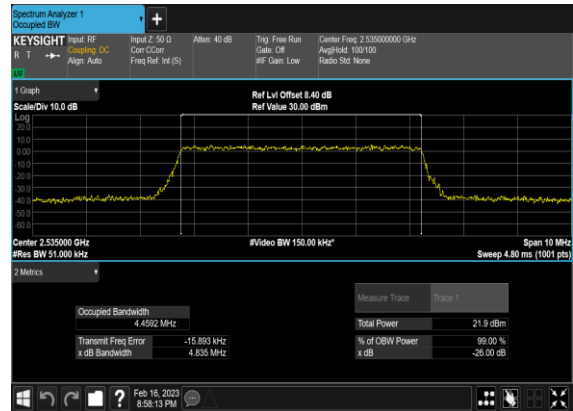 Spectrum Analyzer 1
Occupied BW
+
KEYSIGHT Input: RF Input Z: 50 Ω Atten: 40 dB Trig: Free Run Center Freq: 2.535000000 GHz
R T Coupling: DC Corr CCorr Gate: Off Avg|Hold: 100/100
Align: Auto Freq Ref: Int (S) #IF Gain: Low Radio Std: None
LXI
1 Graph
Ref Lvl Offset 8.40 dB
Scale/Div 10.0 dB Ref Value 30.00 dBm
Log
20.0
10.0
0.00
-10.0
-20.0
-30.0
-40.0
-50.0
-60.0
Center 2.535000 GHz #Video BW 150.00 kHz* Span 10 MHz
#Res BW 51.000 kHz Sweep 4.80 ms (1001 pts)
2 Metrics
Measure Trace Trace 1
Occupied Bandwidth
4.4592 MHz
Total Power 21.9 dBm
Transmit Freq Error -15.893 kHz % of OBW Power 99.00 %
x dB Bandwidth 4.835 MHz x dB -26.00 dB
? Feb 16, 2023
8:58:13 PM